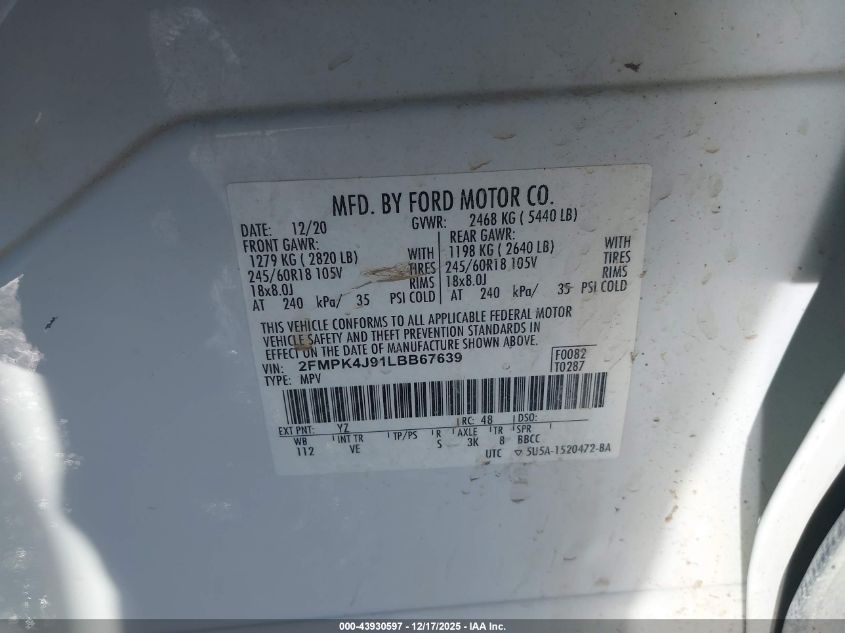 MFD. BY FORD MOTOR CO.
DATE: 12/20 GVWR: 2468 KG ( 5440 LB)
FRONT GAWR: REAR GAWR:
1279 KG ( 2820 LB) WITH 1198 KG ( 2640 LB) WITH
245/60R18 105V TIRES 245/60R18 105V TIRES
18x8.0J RIMS 18x8.0J RIMS
AT 240 kPa/ 35 PSI COLD AT 240 kPa/ 35 PSI COLD
THIS VEHICLE CONFORMS TO ALL APPLICABLE FEDERAL MOTOR
VEHICLE SAFETY AND THEFT PREVENTION STANDARDS IN
EFFECT ON THE DATE OF MANUFACTURE SHOWN ABOVE.
VIN: 2FMPK4J91LBB67639 F0082
TYPE: MPV T0287
EXT PNT: YZ RC: 48 DSO:
WB INT TR TP/PS R AXLE TR SPR
112 VE S 3K 8 BBCC
UTC ▽ 5U5A-1520472-BA
000-43930597 - 12/17/2025 - IAA Inc.